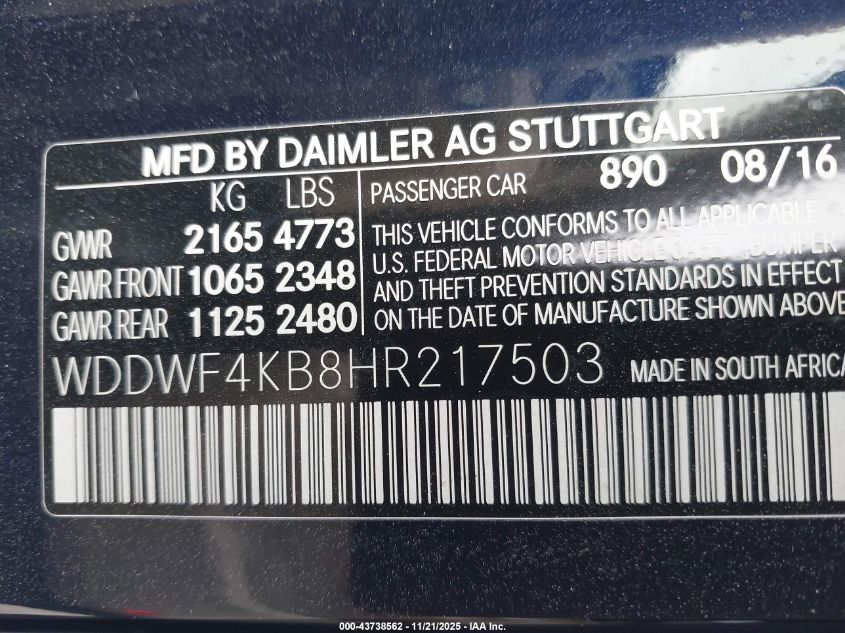 MFD BY DAIMLER AG STUTTGART
KG LBS
GVWR 2165 4773
GAWR FRONT 1065 2348
GAWR REAR 1125 2480
PASSENGER CAR 890 08/16
THIS VEHICLE CONFORMS TO ALL APPLICABLE
U.S. FEDERAL MOTOR VEHICLE SAFETY, BUMPER
AND THEFT PREVENTION STANDARDS IN EFFECT
ON THE DATE OF MANUFACTURE SHOWN ABOVE
WDDWF4KB8HR217503 MADE IN SOUTH AFRICA
000-43738562 - 11/21/2025 - IAA Inc.